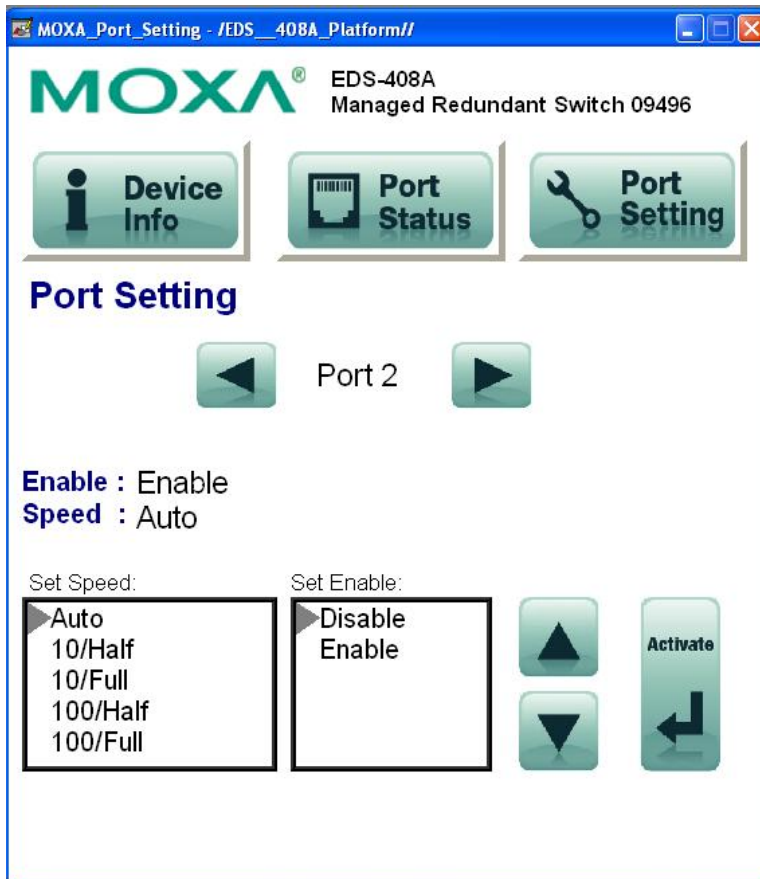 MOXA_Port_Setting - /EDS__408A_Platform//
MOXA®
EDS-408A
Managed Redundant Switch 09496
Device
Info
Port
Status
Port
Setting
Port Setting
Port 2
Enable : Enable
Speed : Auto
Set Speed:
Auto
10/Half
10/Full
100/Half
100/Full
Set Enable:
Disable
Enable
Activate